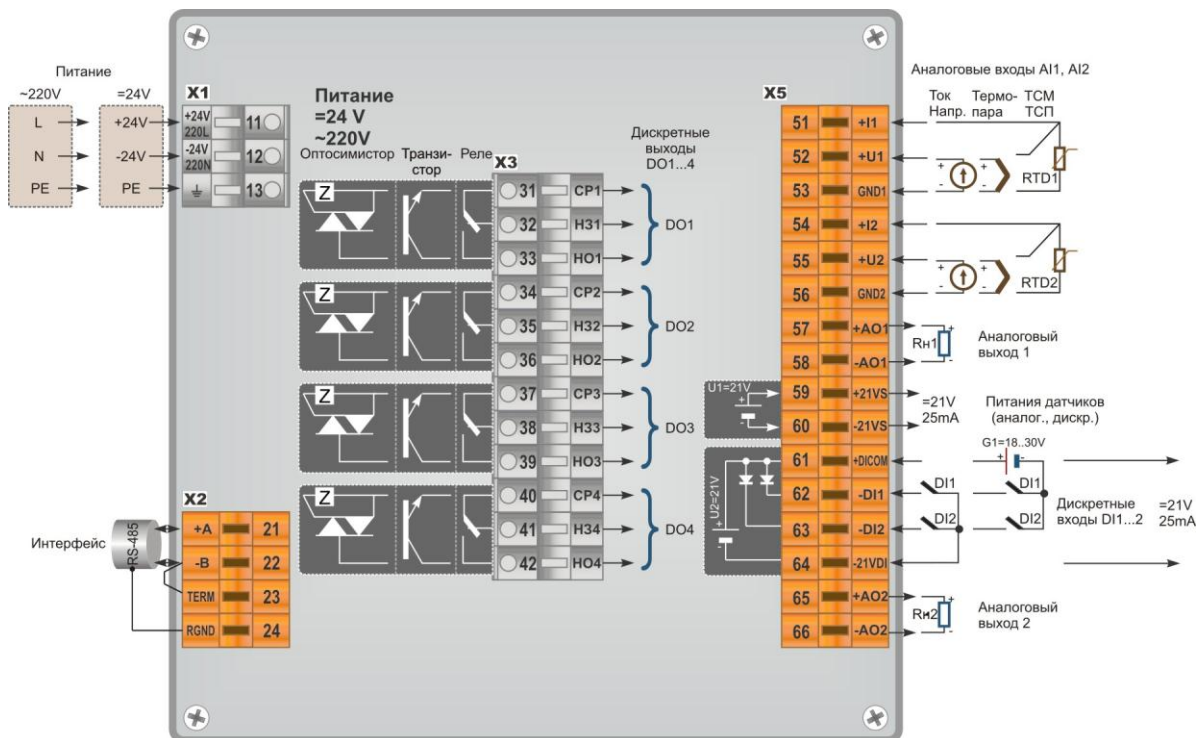 Питание
~220V
=24V
L
+24V
N
-24V
PE
PE
X1
+24V
220L
11
-24V
220N
12
13
Питание
=24 V
~220V
Оптосимистор
Транзи-
стор
Реле
X3
Дискретные
выходы
DO1...4
Z
31
CP1
32
H31
33
HO1
DO1
Z
34
CP2
35
H32
36
HO2
DO2
Z
37
CP3
38
H33
39
HO3
DO3
Z
40
CP4
41
H34
42
HO4
DO4
X2
Интерфейс
RS-485
+A
21
-B
22
TERM
23
RGND
24
X5
Аналоговые входы AI1, AI2
Ток
Напр.
Термо-
пара
ТСМ
ТСП
51
+I1
52
+U1
53
GND1
+
-
+
-
RTD1
54
+I2
55
+U2
56
GND2
+
-
+
-
RTD2
57
+AO1
58
-AO1
Rн1
+
-
Аналоговый
выход 1
U1=21V
+
-
59
+21VS
60
-21VS
=21V
25mA
Питания датчиков
(аналог., дискр.)
G1=18..30V
+
-
U2=21V
+
-
61
+DICOM
62
-DI1
63
-DI2
64
-21VDI
DI1
DI1
DI2
DI2
Дискретные
входы DI1...2
=21V
25mA
65
+AO2
66
-AO2
Rн2
+
-
Аналоговый
выход 2